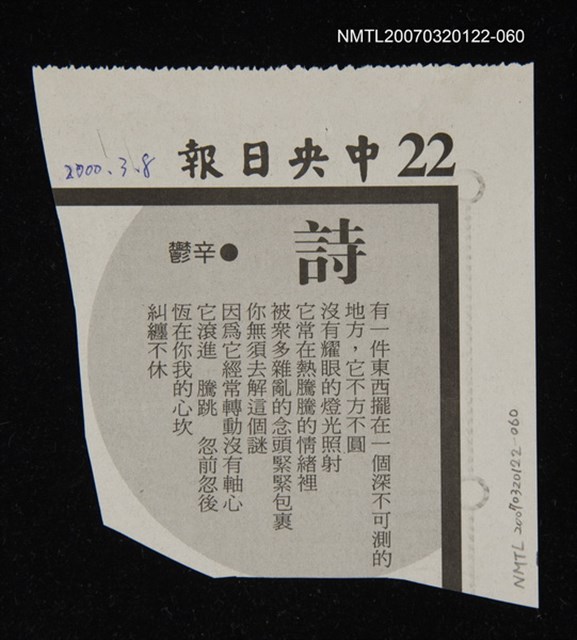 NMTL20070320122-060
2000.3.8
報日央中 22
詩
●辛鬱
有一件東西擺在一個深不可測的
地方，它不方不圓
沒有耀眼的燈光照射
它常在熱騰騰的情緒裡
被眾多雜亂的念頭緊緊包裹
你無須去解這個謎
因為它經常轉動沒有軸心
它滾進　騰跳　忽前忽後
恆在你我的心坎
糾纏不休
NMTL 20070320122-060